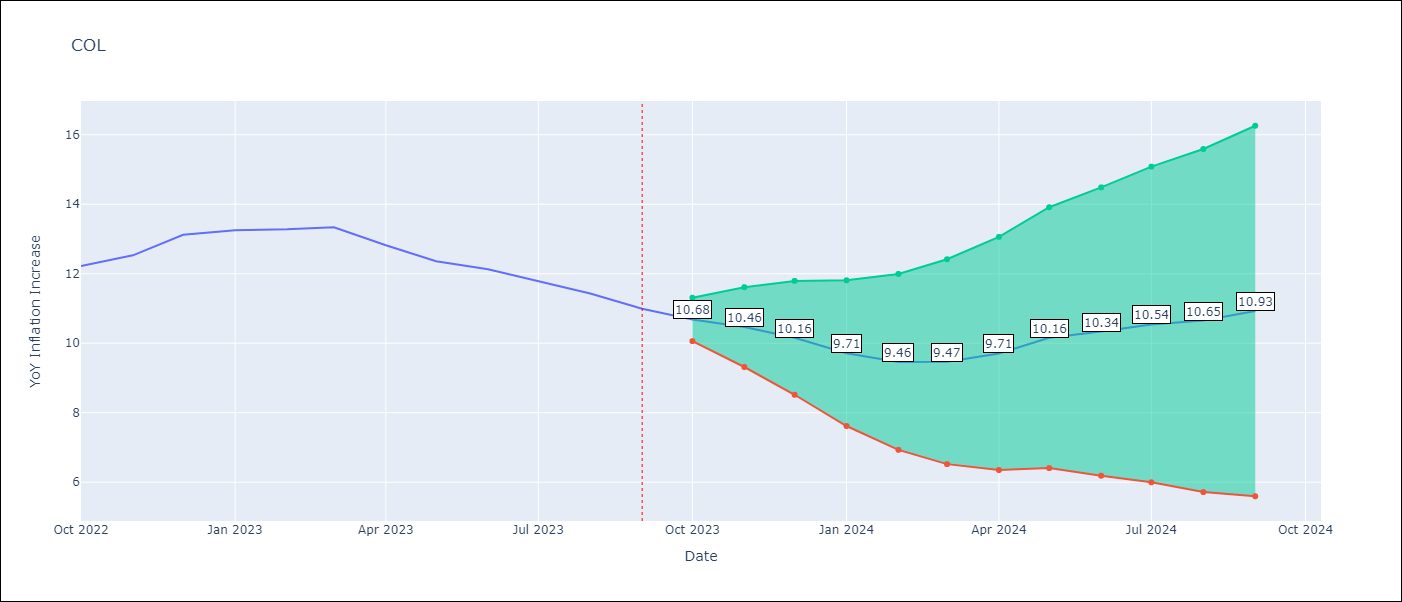 COL
YoY Inflation Increase
16
14
12
10
8
6
10.68
10.46
10.16
9.71
9.46
9.47
9.71
10.16
10.34
10.54
10.65
10.93
Oct 2022
Jan 2023
Apr 2023
Jul 2023
Oct 2023
Jan 2024
Apr 2024
Jul 2024
Oct 2024
Date